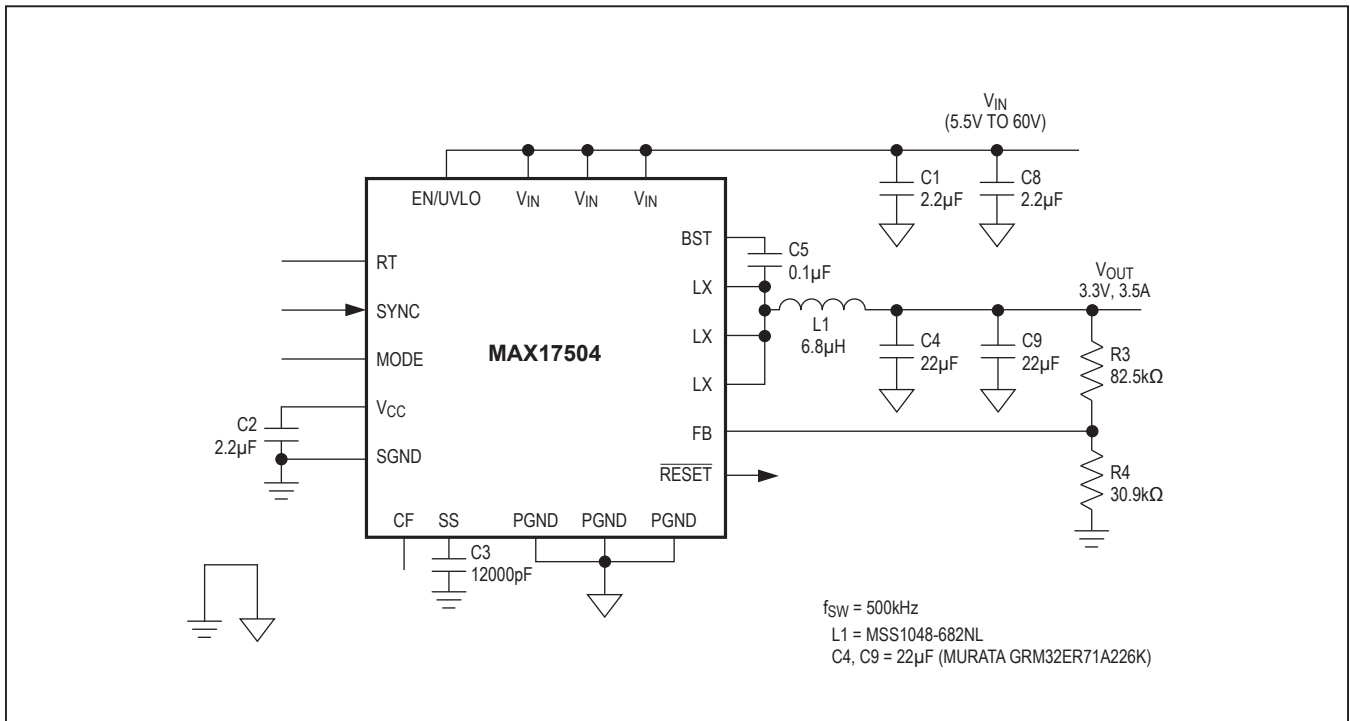 VIN
(5.5V TO 60V)
EN/UVLO
VIN
VIN
VIN
C1
2.2µF
C8
2.2µF
BST
C5
0.1µF
RT
LX
VOUT
3.3V, 3.5A
SYNC
L1
6.8µH
MAX17504
LX
C4
22µF
C9
22µF
R3
82.5kΩ
MODE
LX
VCC
C2
2.2µF
FB
SGND
RESET
R4
30.9kΩ
CF
SS
PGND
PGND
PGND
C3
12000pF
fSW = 500kHz
L1 = MSS1048-682NL
C4, C9 = 22µF (MURATA GRM32ER71A226K)